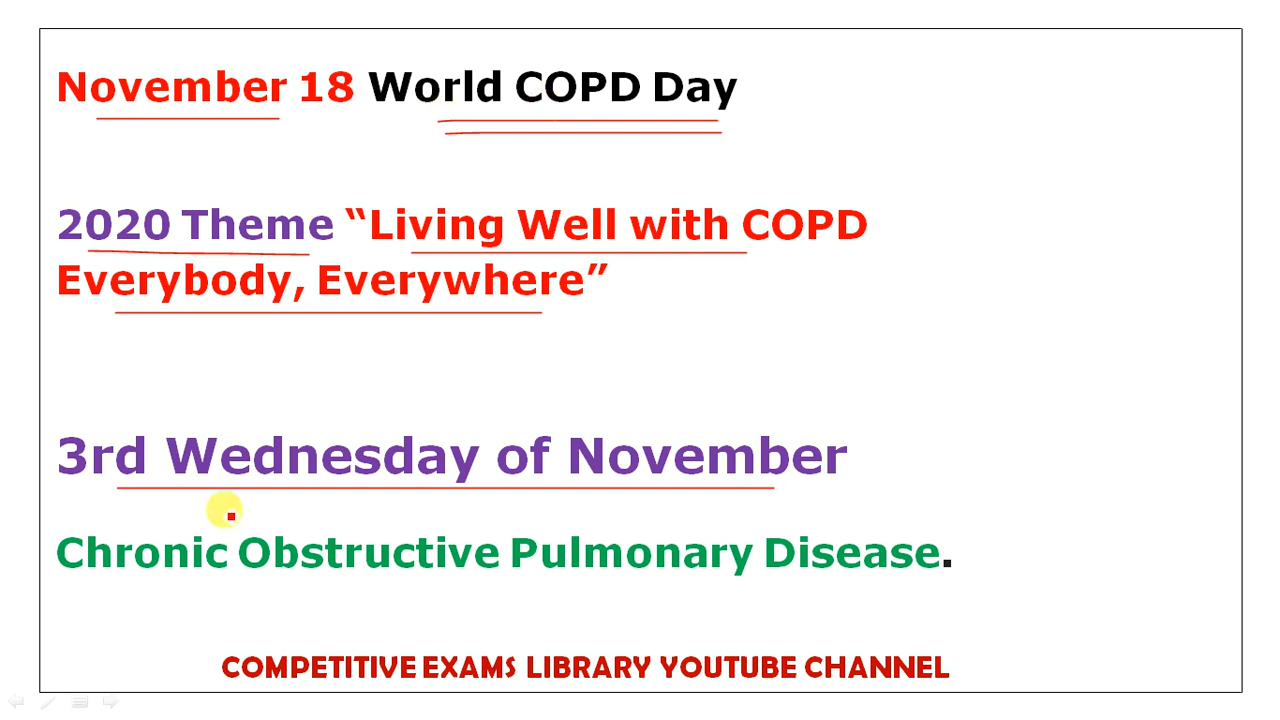 November 18 World COPD Day
2020 Theme “Living Well with COPD
Everybody, Everywhere”
3rd Wednesday of November
Chronic Obstructive Pulmonary Disease.
COMPETITIVE EXAMS LIBRARY YOUTUBE CHANNEL